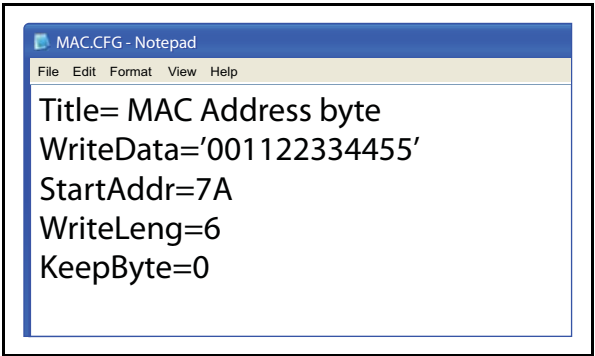 MAC.CFG - Notepad
File Edit Format View Help
Title= MAC Address byte
WriteData=’001122334455’
StartAddr=7A
WriteLeng=6
KeepByte=0